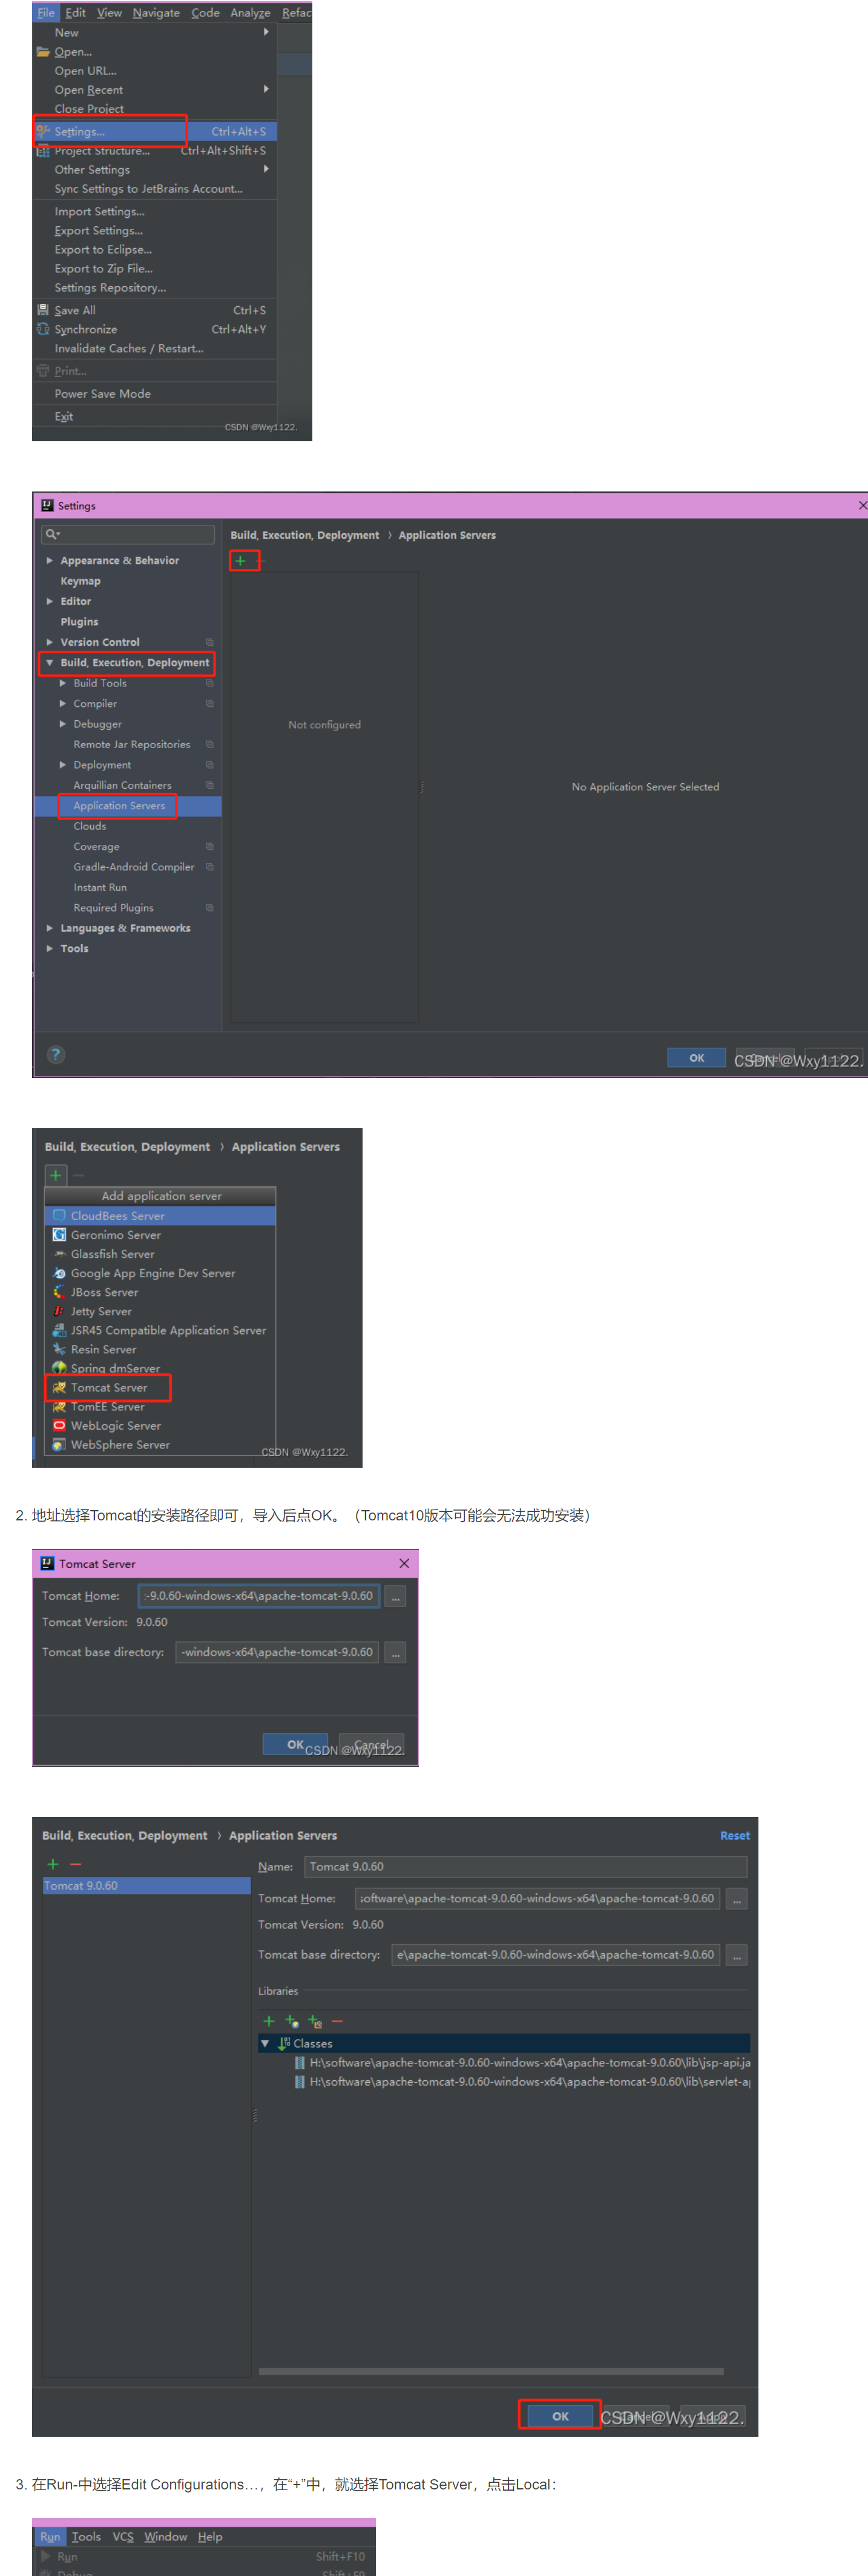 File Edit View Navigate Code Analyze Refac
New
Open...
Open URL...
Open Recent
Close Project
Settings... Ctrl+Alt+S
Project Structure... Ctrl+Alt+Shift+S
Other Settings
Sync Settings to JetBrains Account...
Import Settings...
Export Settings...
Export to Eclipse...
Export to Zip File...
Settings Repository...
Save All Ctrl+S
Synchronize Ctrl+Alt+Y
Invalidate Caches / Restart...
Print...
Power Save Mode
Exit
CSDN @Wxy1122.
Settings
Build, Execution, Deployment › Application Servers
Appearance & Behavior
Keymap
Editor
Plugins
Version Control
Build, Execution, Deployment
Build Tools
Compiler
Debugger
Remote Jar Repositories
Deployment
Arquillian Containers
Application Servers
Clouds
Coverage
Gradle-Android Compiler
Instant Run
Required Plugins
Languages & Frameworks
Tools
Not configured
No Application Server Selected
OK Cancel
CSDN @Wxy1122.
Build, Execution, Deployment › Application Servers
Add application server
CloudBees Server
Geronimo Server
Glassfish Server
Google App Engine Dev Server
JBoss Server
Jetty Server
JSR45 Compatible Application Server
Resin Server
Spring dmServer
Tomcat Server
TomEE Server
WebLogic Server
WebSphere Server
CSDN @Wxy1122.
2. 地址选择Tomcat的安装路径即可，导入后点OK。（Tomcat10版本可能会无法成功安装）
Tomcat Server
Tomcat Home: :-9.0.60-windows-x64\apache-tomcat-9.0.60 ...
Tomcat Version: 9.0.60
Tomcat base directory: -windows-x64\apache-tomcat-9.0.60 ...
OK Cancel
CSDN @Wxy1122.
Build, Execution, Deployment › Application Servers Reset
Tomcat 9.0.60
Name: Tomcat 9.0.60
Tomcat Home: software\apache-tomcat-9.0.60-windows-x64\apache-tomcat-9.0.60 ...
Tomcat Version: 9.0.60
Tomcat base directory: e\apache-tomcat-9.0.60-windows-x64\apache-tomcat-9.0.60 ...
Libraries
Classes
H:\software\apache-tomcat-9.0.60-windows-x64\apache-tomcat-9.0.60\lib\jsp-api.ja
H:\software\apache-tomcat-9.0.60-windows-x64\apache-tomcat-9.0.60\lib\servlet-a
OK Cancel
CSDN @Wxy1122.
3. 在Run-中选择Edit Configurations…，在“+”中，就选择Tomcat Server，点击Local：
Run Tools VCS Window Help
Run Shift+F10